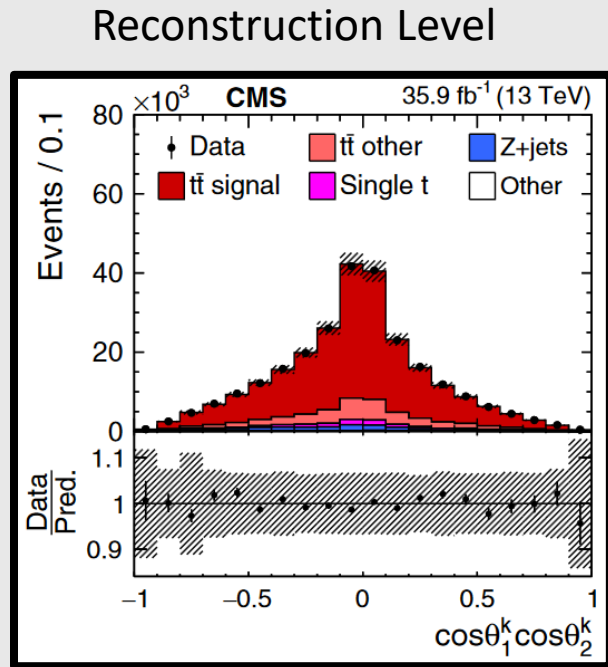 Reconstruction Level
×10³ CMS 35.9 fb⁻¹ (13 TeV)
Events / 0.1
80
60
40
20
0
Data tt̄ other Z+jets
tt̄ signal Single t Other
Data
Pred.
1.1
1
0.9
−1 −0.5 0 0.5 1
cosθ₁ᵏcosθ₂ᵏ